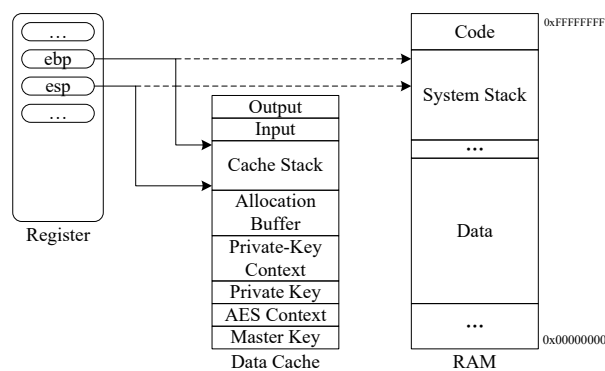 ...
ebp
esp
...
Register
Output
Input
Cache Stack
Allocation
Buffer
Private-Key
Context
Private Key
AES Context
Master Key
Data Cache
Code
System Stack
...
Data
...
RAM
0xFFFFFFFF
0x00000000